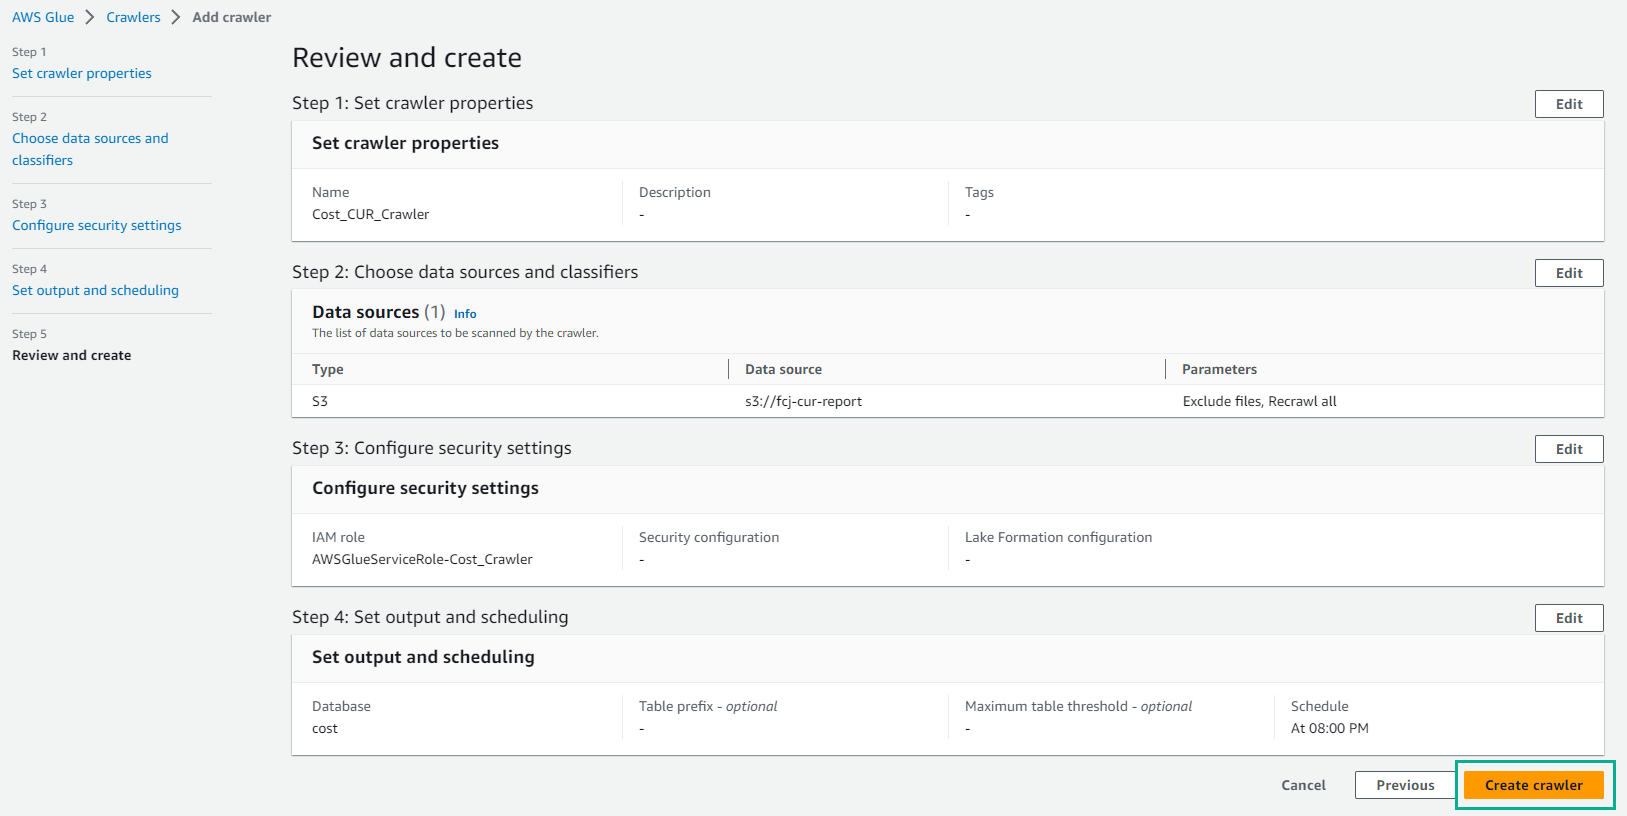 AWS Glue > Crawlers > Add crawler
Step 1
Set crawler properties
Step 2
Choose data sources and
classifiers
Step 3
Configure security settings
Step 4
Set output and scheduling
Step 5
Review and create
Review and create
Step 1: Set crawler properties
Edit
Set crawler properties
Name Description Tags
Cost_CUR_Crawler - -
Step 2: Choose data sources and classifiers
Edit
Data sources (1) Info
The list of data sources to be scanned by the crawler.
Type Data source Parameters
S3 s3://fcj-cur-report Exclude files, Recrawl all
Step 3: Configure security settings
Edit
Configure security settings
IAM role Security configuration Lake Formation configuration
AWSGlueServiceRole-Cost_Crawler - -
Step 4: Set output and scheduling
Edit
Set output and scheduling
Database Table prefix - optional Maximum table threshold - optional Schedule
cost - - At 08:00 PM
Cancel Previous Create crawler